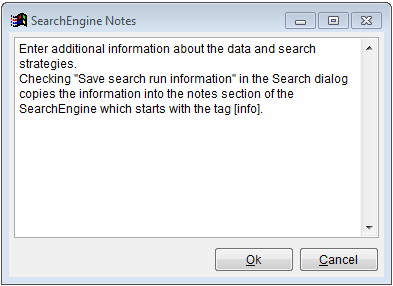 SearchEngine Notes
Enter additional information about the data and search
strategies.
Checking "Save search run information" in the Search dialog
copies the information into the notes section of the
SearchEngine which starts with the tag [info].
Ok
Cancel